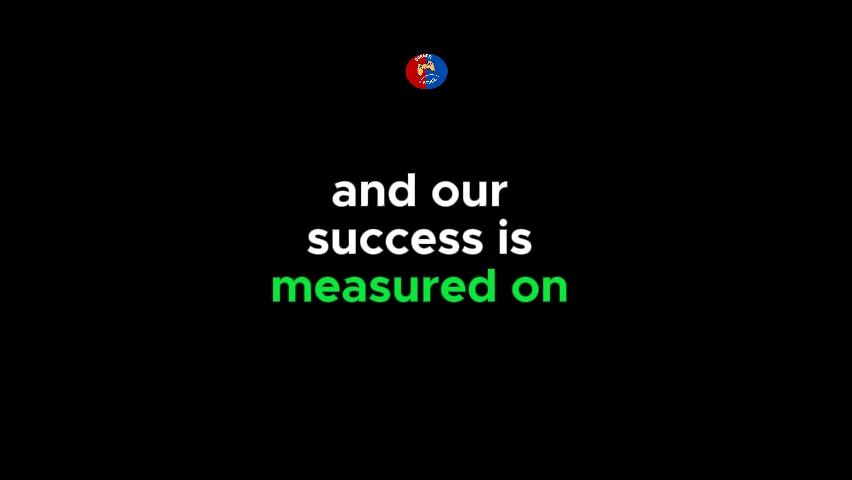 and our
success is
measured on